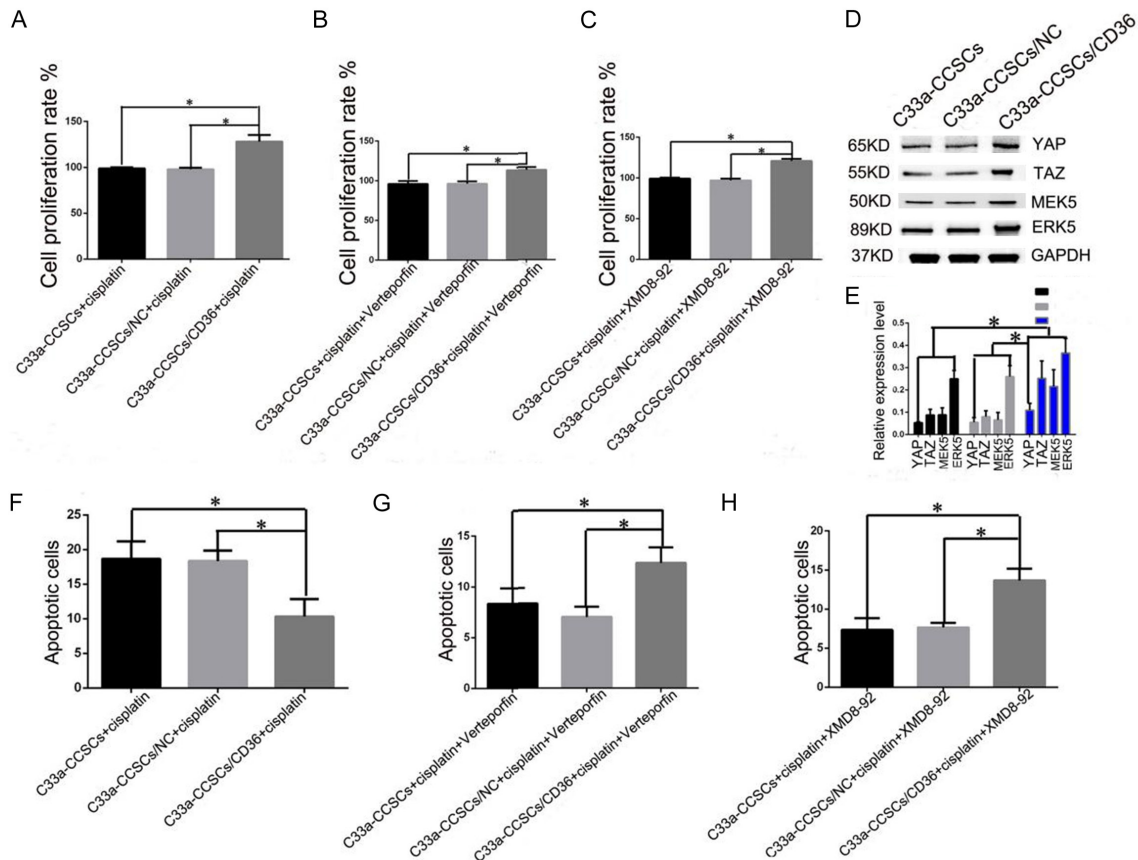 A
Cell proliferation rate %
150
100
50
0
*
*
C33a-CCSCs+cisplatin
C33a-CCSCs/NC+cisplatin
C33a-CCSCs/CD36+cisplatin
B
Cell proliferation rate %
150
100
50
0
*
*
C33a-CCSCs+cisplatin+Verteporfin
C33a-CCSCs/NC+cisplatin+Verteporfin
C33a-CCSCs/CD36+cisplatin+Verteporfin
C
Cell proliferation rate %
150
100
50
0
*
*
C33a-CCSCs+cisplatin+XMD8-92
C33a-CCSCs/NC+cisplatin+XMD8-92
C33a-CCSCs/CD36+cisplatin+XMD8-92
D
C33a-CCSCs
C33a-CCSCs/NC
C33a-CCSCs/CD36
65KD YAP
55KD TAZ
50KD MEK5
89KD ERK5
37KD GAPDH
E
Relative expression level
0.5
0.4
0.3
0.2
0.1
0.0
*
*
YAP
TAZ
MEK5
ERK5
YAP
TAZ
MEK5
ERK5
YAP
TAZ
MEK5
ERK5
F
Apoptotic cells
25
20
15
10
5
0
*
*
C33a-CCSCs+cisplatin
C33a-CCSCs/NC+cisplatin
C33a-CCSCs/CD36+cisplatin
G
Apoptotic cells
15
10
5
0
*
*
C33a-CCSCs+cisplatin+Verteporfin
C33a-CCSCs/NC+cisplatin+Verteporfin
C33a-CCSCs/CD36+cisplatin+Verteporfin
H
Apoptotic cells
20
15
10
5
0
*
*
C33a-CCSCs+cisplatin+XMD8-92
C33a-CCSCs/NC+cisplatin+XMD8-92
C33a-CCSCs/CD36+cisplatin+XMD8-92